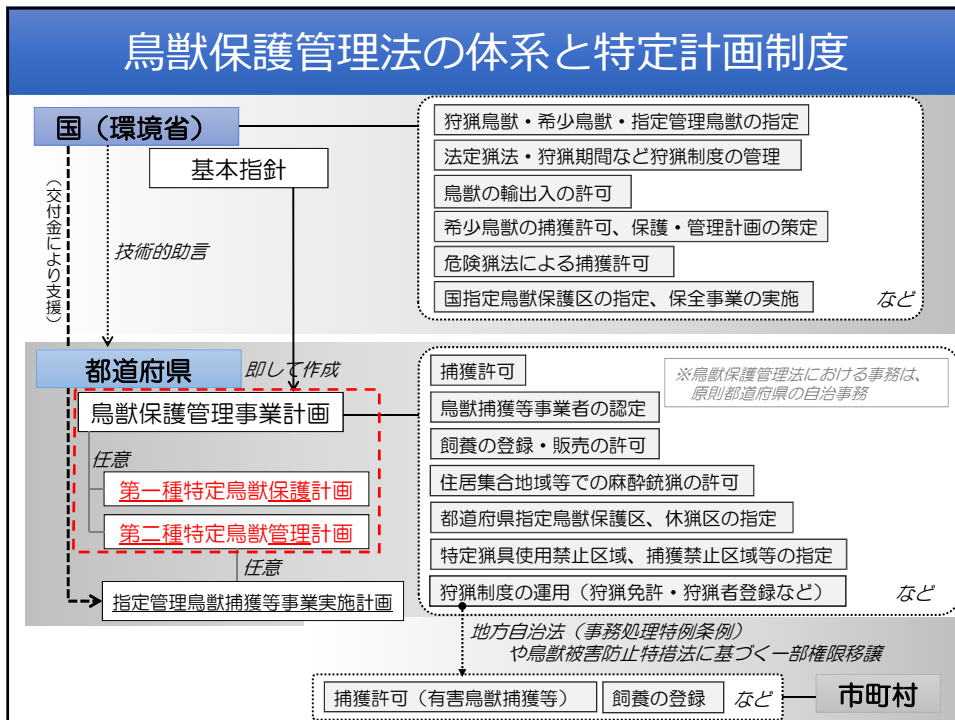 鳥獣保護管理法の体系と特定計画制度
国（環境省）
基本指針
（交付金により支援）
技術的助言
狩猟鳥獣・希少鳥獣・指定管理鳥獣の指定
法定猟法・狩猟期間など狩猟制度の管理
鳥獣の輸出入の許可
希少鳥獣の捕獲許可、保護・管理計画の策定
危険猟法による捕獲許可
国指定鳥獣保護区の指定、保全事業の実施
など
都道府県
即して作成
鳥獣保護管理事業計画
任意
第一種特定鳥獣保護計画
第二種特定鳥獣管理計画
任意
指定管理鳥獣捕獲等事業実施計画
捕獲許可
※鳥獣保護管理法における事務は、
原則都道府県の自治事務
鳥獣捕獲等事業者の認定
飼養の登録・販売の許可
住居集合地域等での麻酔銃猟の許可
都道府県指定鳥獣保護区、休猟区の指定
特定猟具使用禁止区域、捕獲禁止区域等の指定
狩猟制度の運用（狩猟免許・狩猟者登録など）
など
地方自治法（事務処理特例条例）
や鳥獣被害防止特措法に基づく一部権限移譲
捕獲許可（有害鳥獣捕獲等）
飼養の登録
など
市町村